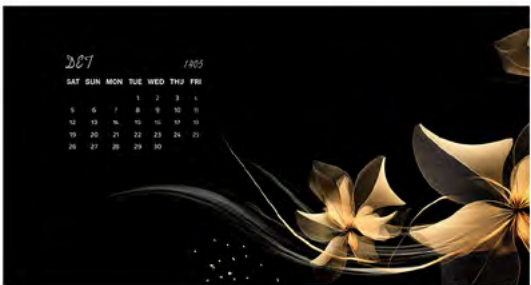 DEY 1405
SAT SUN MON TUE WED THU FRI
1 2 3 4
5 6 7 8 9 10 11
12 13 14 15 16 17 18
19 20 21 22 23 24 25
26 27 28 29 30